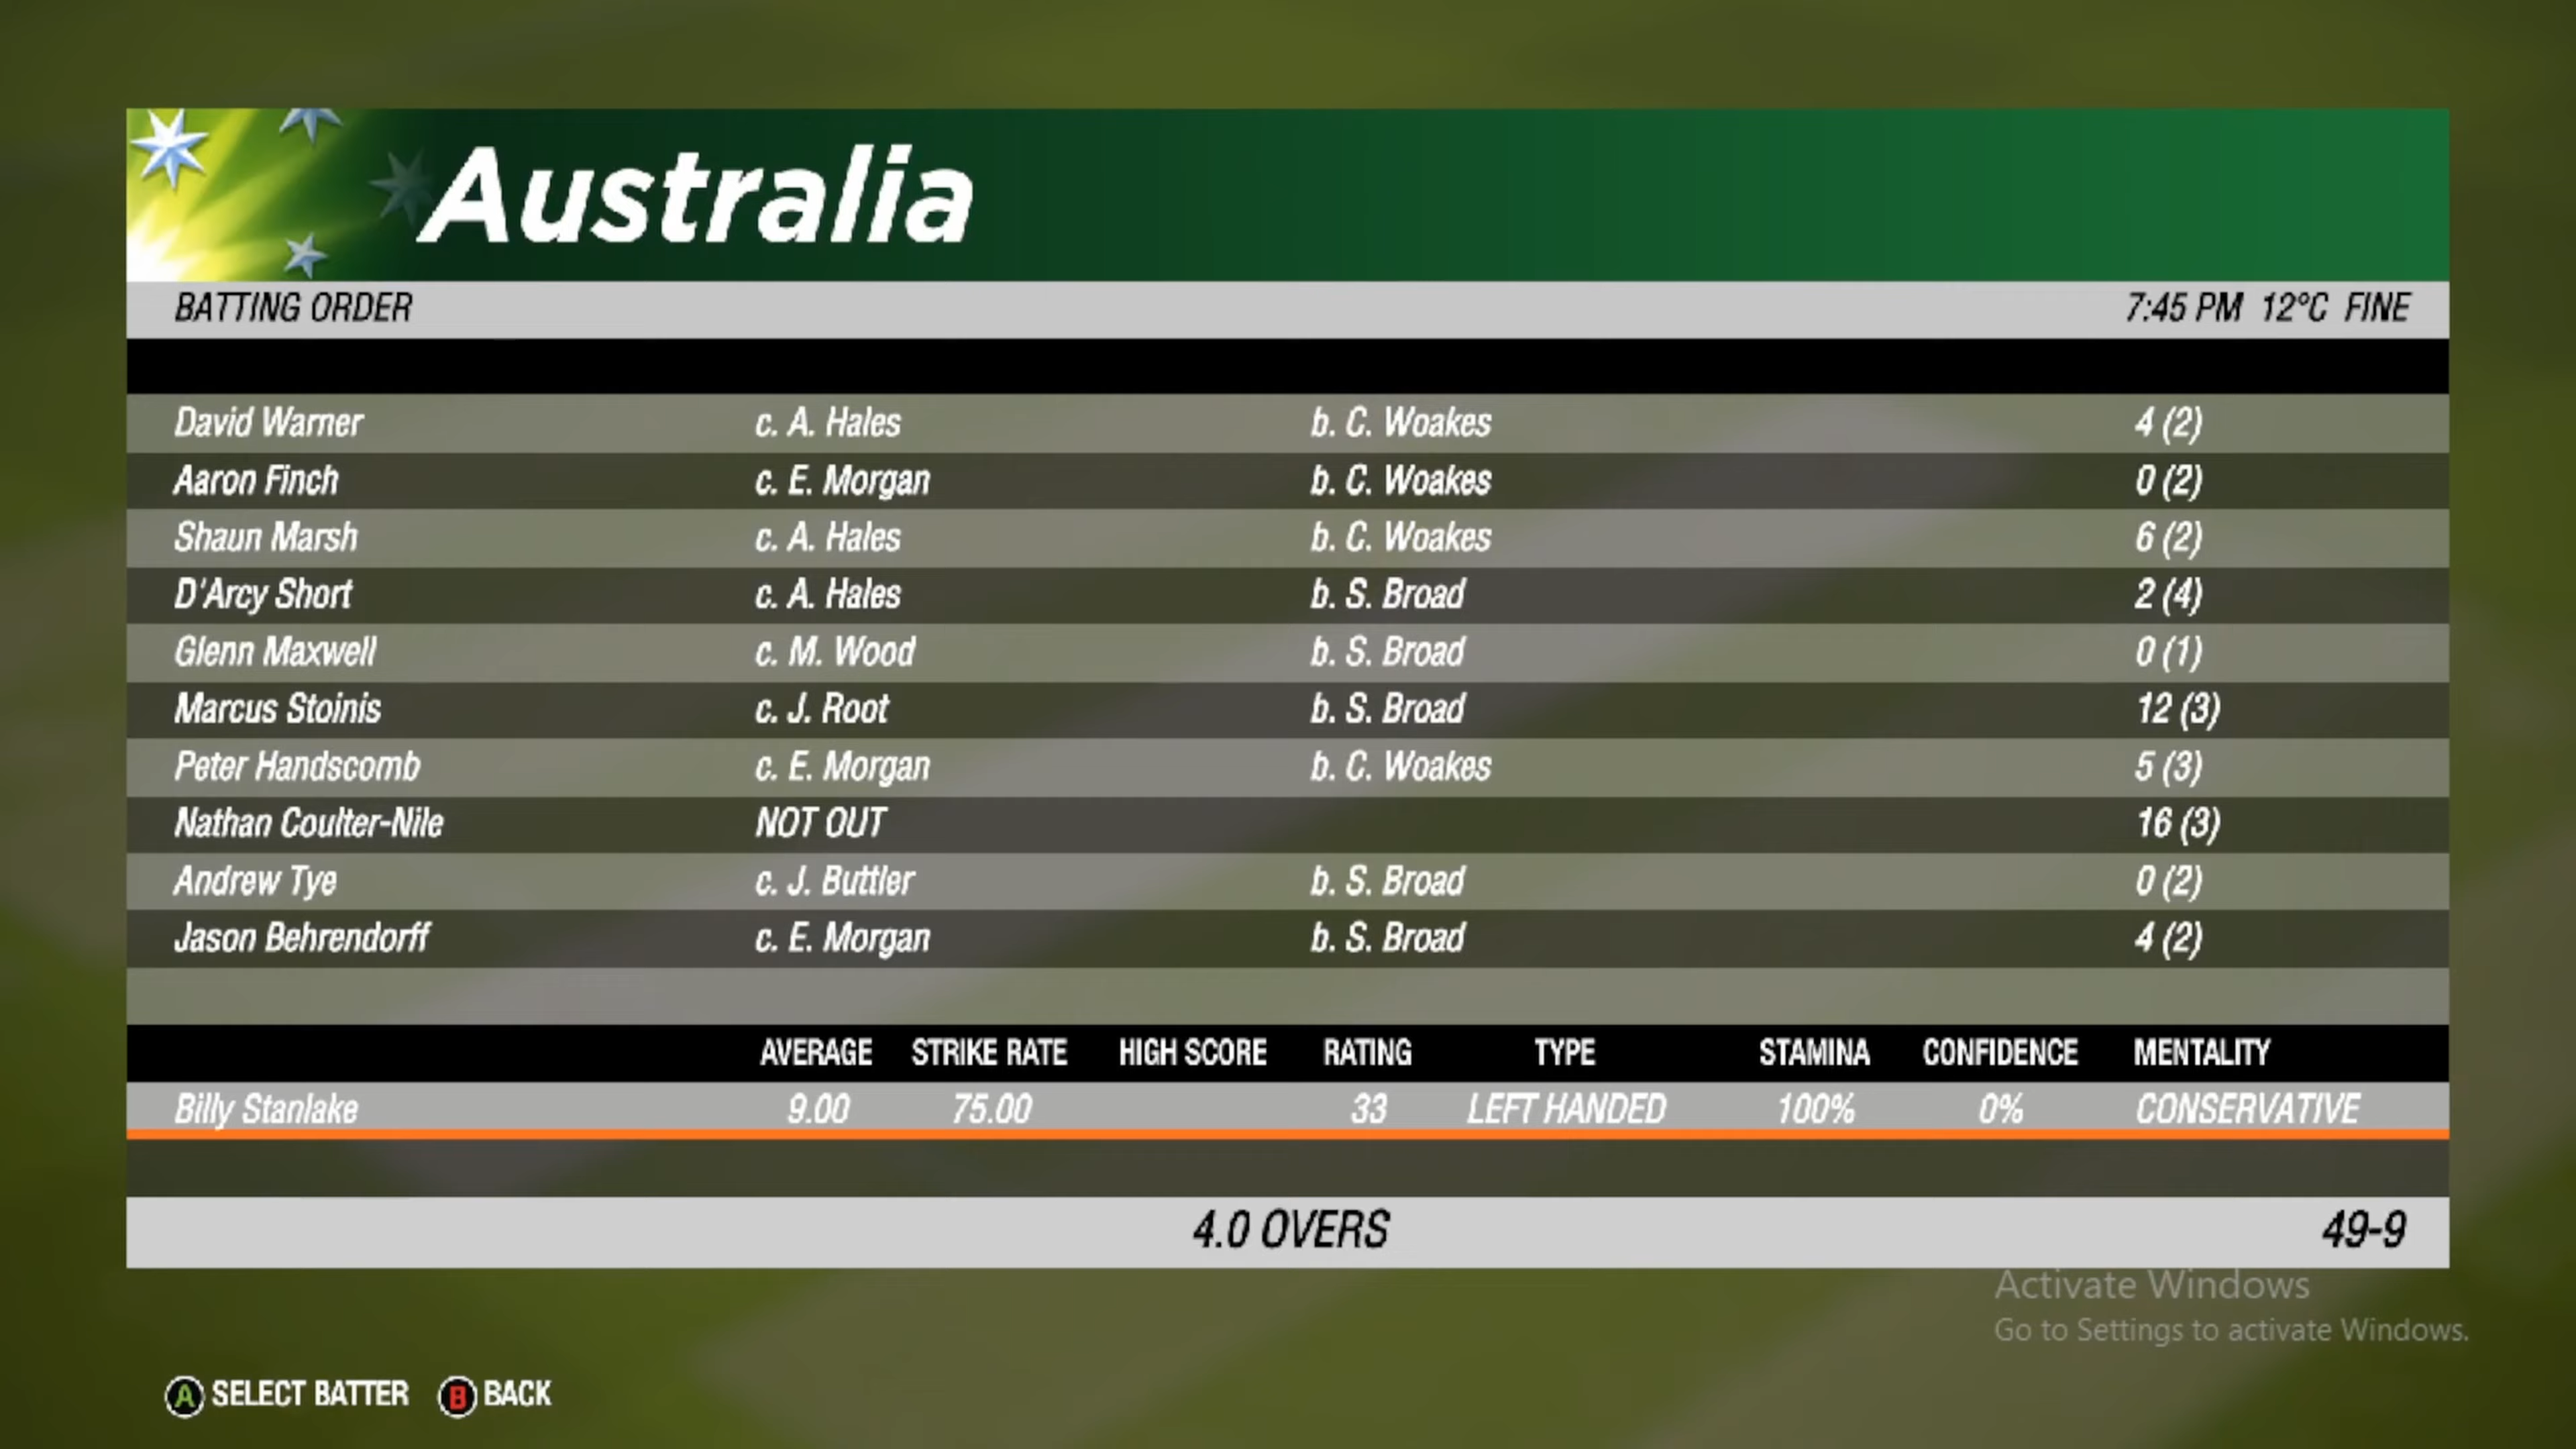 Australia
BATTING ORDER 7:45 PM 12°C FINE
David Warner c. A. Hales b. C. Woakes 4 (2)
Aaron Finch c. E. Morgan b. C. Woakes 0 (2)
Shaun Marsh c. A. Hales b. C. Woakes 6 (2)
D'Arcy Short c. A. Hales b. S. Broad 2 (4)
Glenn Maxwell c. M. Wood b. S. Broad 0 (1)
Marcus Stoinis c. J. Root b. S. Broad 12 (3)
Peter Handscomb c. E. Morgan b. C. Woakes 5 (3)
Nathan Coulter-Nile NOT OUT 16 (3)
Andrew Tye c. J. Buttler b. S. Broad 0 (2)
Jason Behrendorff c. E. Morgan b. S. Broad 4 (2)
AVERAGE STRIKE RATE HIGH SCORE RATING TYPE STAMINA CONFIDENCE MENTALITY
Billy Stanlake 9.00 75.00 33 LEFT HANDED 100% 0% CONSERVATIVE
4.0 OVERS 49-9
Activate Windows
Go to Settings to activate Windows.
A SELECT BATTER B BACK